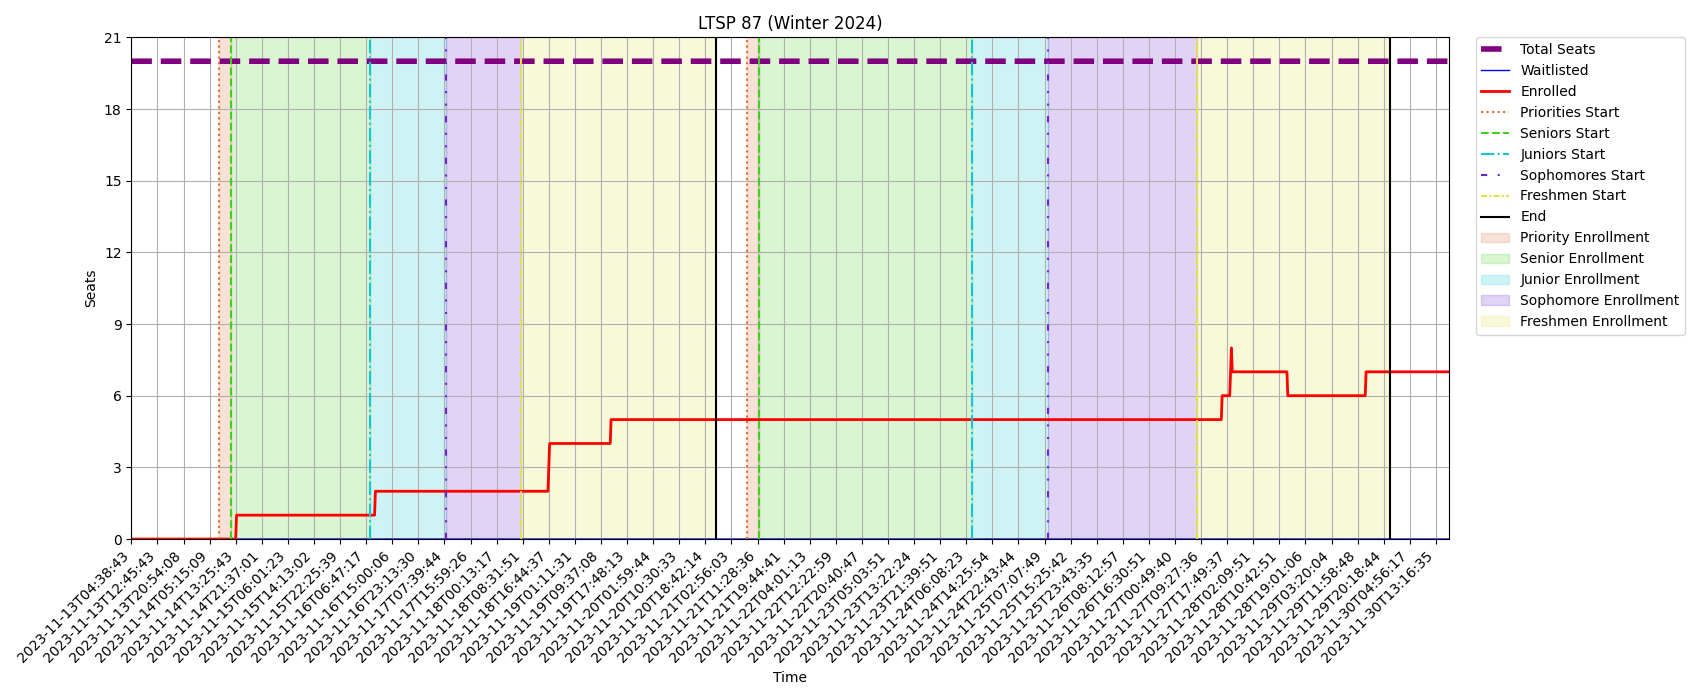 LTSP 87 (Winter 2024)
21
18
15
12
9
6
3
0
Seats
2023-11-13T04:38:43
2023-11-13T12:45:43
2023-11-13T20:54:08
2023-11-14T05:15:09
2023-11-14T13:25:43
2023-11-14T21:37:01
2023-11-15T06:01:23
2023-11-15T14:13:02
2023-11-15T22:25:39
2023-11-16T06:47:17
2023-11-16T15:00:06
2023-11-16T23:13:30
2023-11-17T07:39:44
2023-11-17T15:59:26
2023-11-18T00:13:17
2023-11-18T08:31:51
2023-11-18T16:44:37
2023-11-19T01:11:31
2023-11-19T09:37:08
2023-11-19T17:48:13
2023-11-20T01:59:44
2023-11-20T10:30:33
2023-11-20T18:42:14
2023-11-21T02:56:03
2023-11-21T11:28:36
2023-11-21T19:44:41
2023-11-22T04:01:13
2023-11-22T12:22:59
2023-11-22T20:40:47
2023-11-23T05:03:51
2023-11-23T13:22:24
2023-11-23T21:39:51
2023-11-24T06:08:23
2023-11-24T14:25:54
2023-11-24T22:43:44
2023-11-25T07:07:49
2023-11-25T15:25:42
2023-11-25T23:43:35
2023-11-26T08:12:57
2023-11-26T16:30:51
2023-11-27T00:49:40
2023-11-27T09:27:36
2023-11-27T17:49:37
2023-11-28T02:09:51
2023-11-28T10:42:51
2023-11-28T19:01:06
2023-11-29T03:20:04
2023-11-29T11:58:48
2023-11-29T20:18:44
2023-11-30T04:56:17
2023-11-30T13:16:35
Time
Total Seats
Waitlisted
Enrolled
Priorities Start
Seniors Start
Juniors Start
Sophomores Start
Freshmen Start
End
Priority Enrollment
Senior Enrollment
Junior Enrollment
Sophomore Enrollment
Freshmen Enrollment